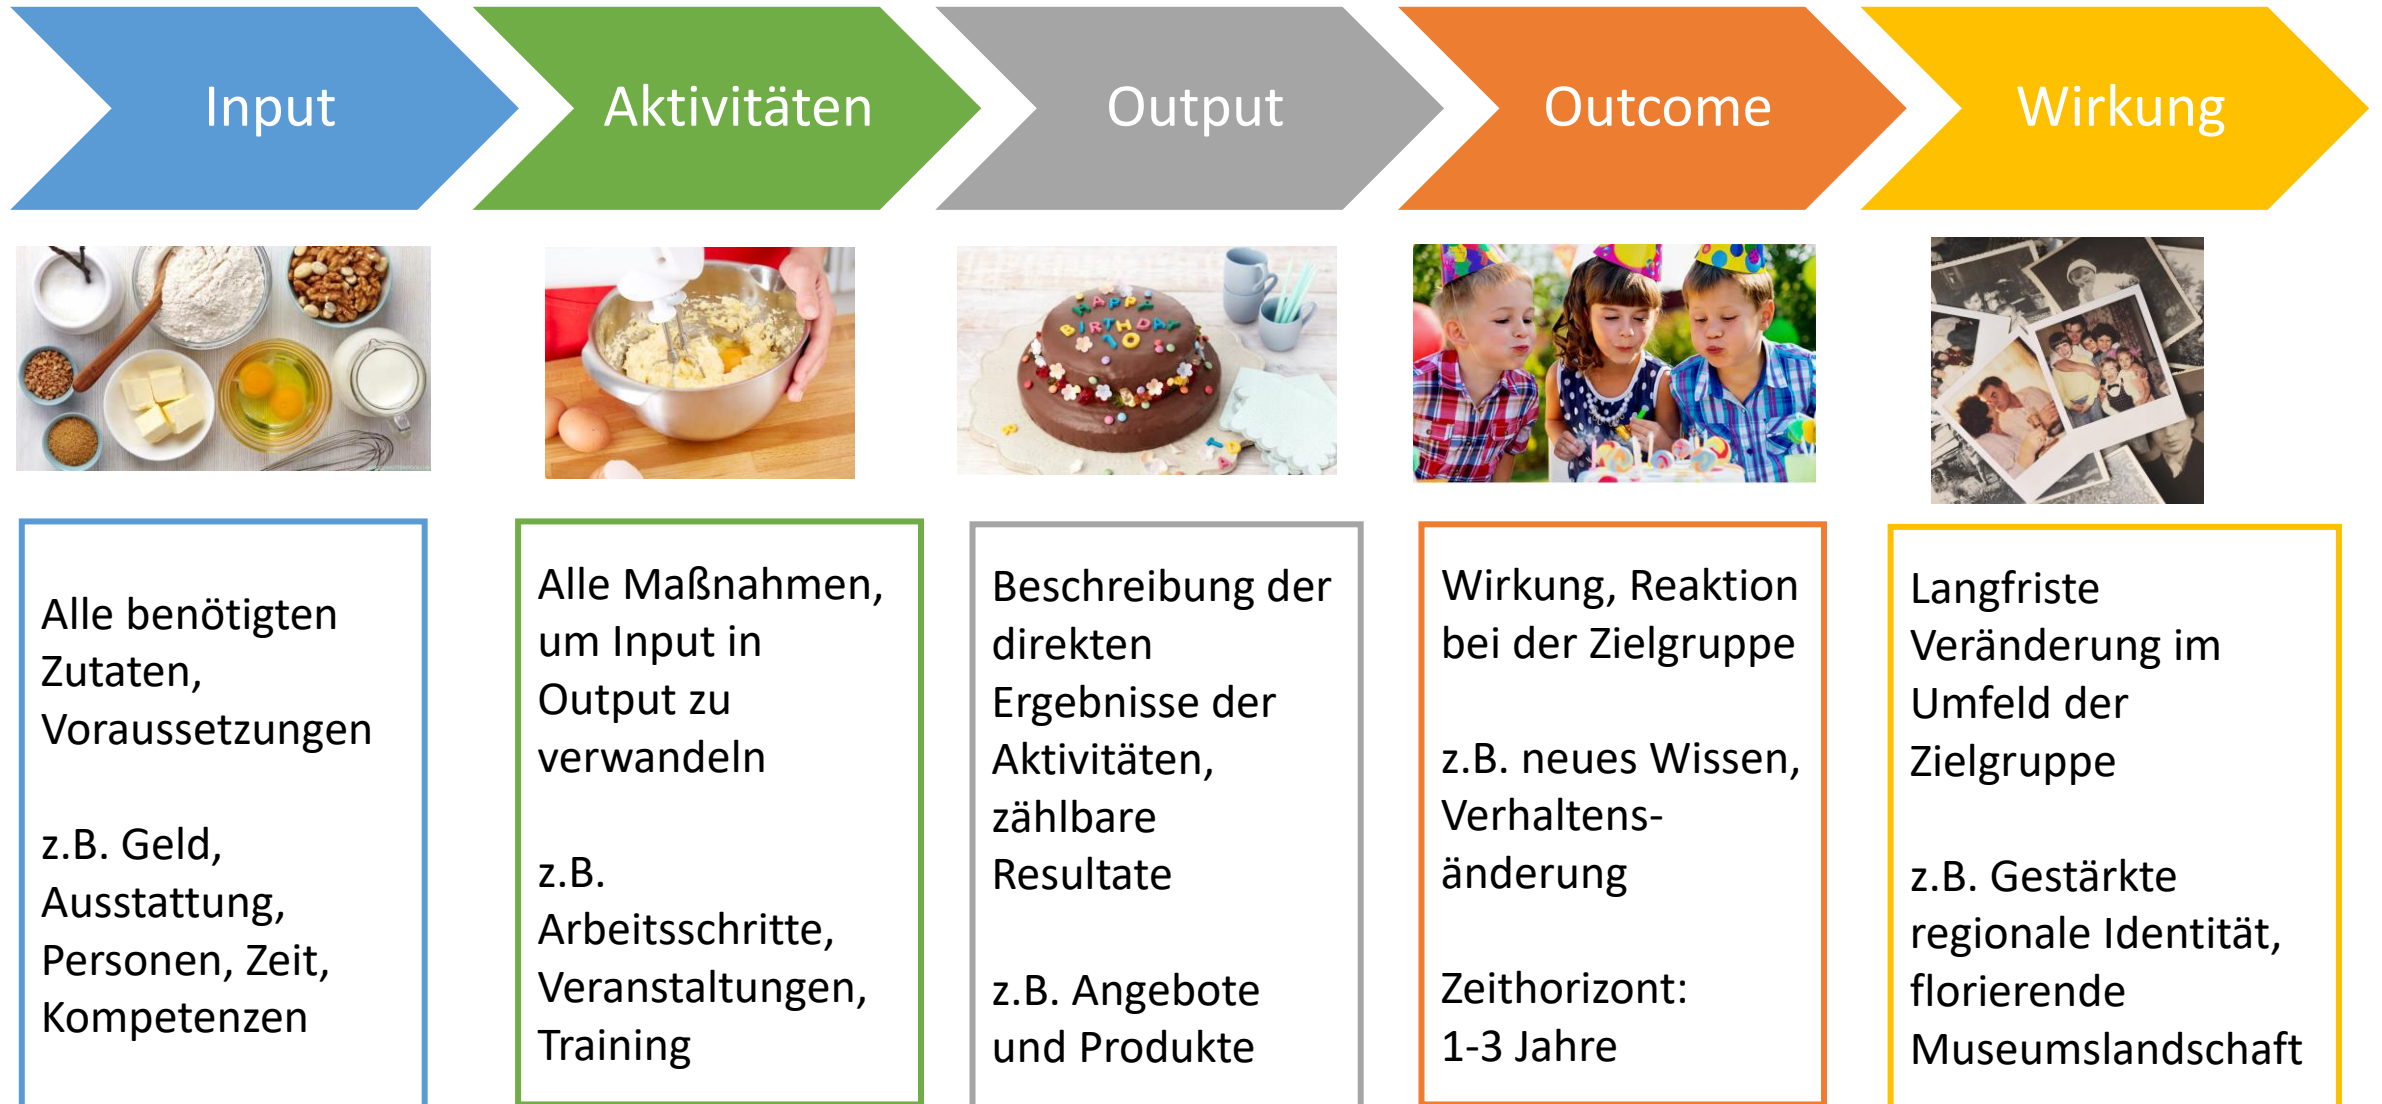 Input
Aktivitäten
Output
Outcome
Wirkung
HAPPY
BIRTHDAY
10
Alle benötigten
Zutaten,
Voraussetzungen
z.B. Geld,
Ausstattung,
Personen, Zeit,
Kompetenzen
Alle Maßnahmen,
um Input in
Output zu
verwandeln
z.B.
Arbeitsschritte,
Veranstaltungen,
Training
Beschreibung der
direkten
Ergebnisse der
Aktivitäten,
zählbare
Resultate
z.B. Angebote
und Produkte
Wirkung, Reaktion
bei der Zielgruppe
z.B. neues Wissen,
Verhaltens-
änderung
Zeithorizont:
1-3 Jahre
Langfriste
Veränderung im
Umfeld der
Zielgruppe
z.B. Gestärkte
regionale Identität,
florierende
Museumslandschaft